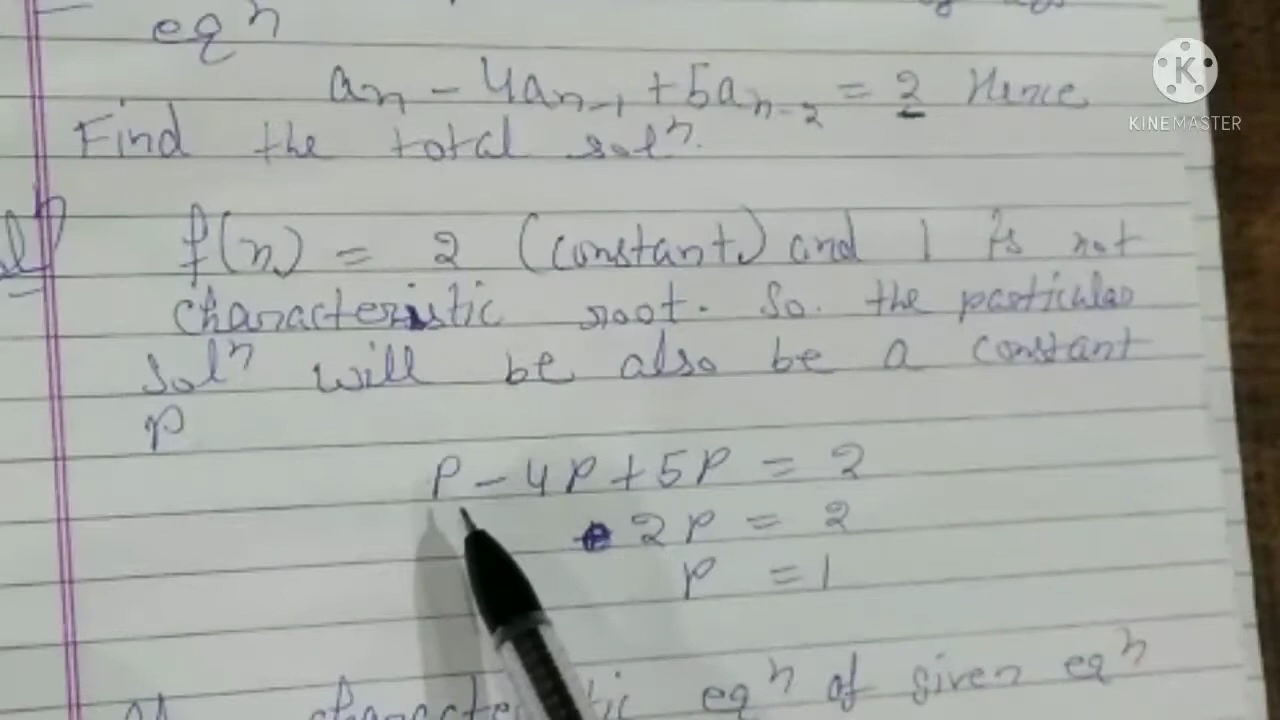 eqⁿ
aₙ - 4aₙ₋₁ + 5aₙ₋₂ = 2 Hence
KINEMASTER
Find the total solⁿ.
f(n) = 2 (constant) and 1 is not
characteristic root. So. the particular
Solⁿ will be also be a constant
P
P - 4P + 5P = 2
2P = 2
P = 1
eqⁿ of given eqⁿ